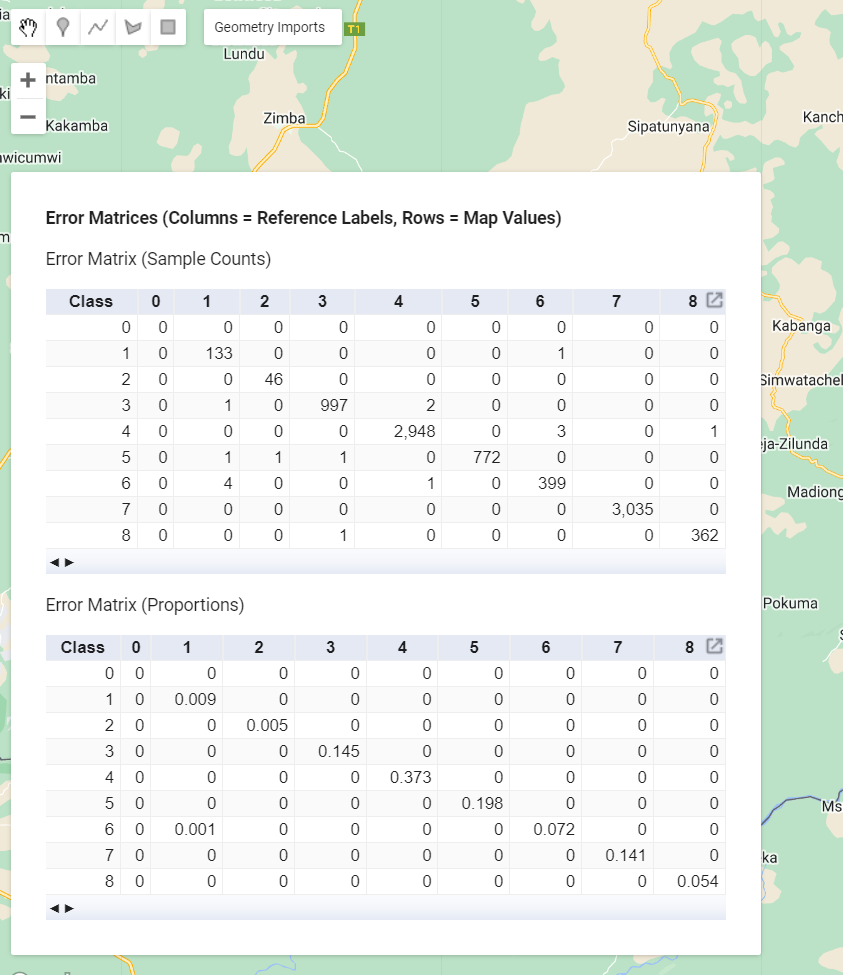 ia
Geometry Imports
T1
Lundu
ntamba
ki
Zimba
Kanch
Kakamba
Sipatunyana
wicumwi
Error Matrices (Columns = Reference Labels, Rows = Map Values)
m
Error Matrix (Sample Counts)
Class 0 1 2 3 4 5 6 7 8
0 0 0 0 0 0 0 0 0 0
Kabanga
1 0 133 0 0 0 0 1 0 0
2 0 0 46 0 0 0 0 0 0
Simwatachel
3 0 1 0 997 2 0 0 0 0
4 0 0 0 0 2,948 0 3 0 1
ja-Zilunda
5 0 1 1 1 0 772 0 0 0
6 0 4 0 0 1 0 399 0 0
Madiong
7 0 0 0 0 0 0 0 3,035 0
8 0 0 0 1 0 0 0 0 362
Error Matrix (Proportions)
Pokuma
Class 0 1 2 3 4 5 6 7 8
0 0 0 0 0 0 0 0 0 0
1 0 0.009 0 0 0 0 0 0 0
2 0 0 0.005 0 0 0 0 0 0
3 0 0 0 0.145 0 0 0 0 0
4 0 0 0 0 0.373 0 0 0 0
5 0 0 0 0 0 0.198 0 0 0
Ms
6 0 0.001 0 0 0 0 0.072 0 0
7 0 0 0 0 0 0 0 0.141 0
ka
8 0 0 0 0 0 0 0 0 0.054